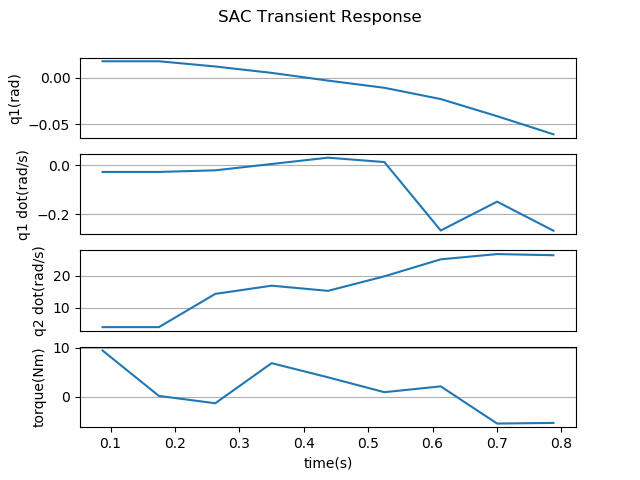 SAC Transient Response
q1(rad)
0.00
−0.05
q1 dot(rad/s)
0.0
−0.2
q2 dot(rad/s)
20
10
torque(Nm)
10
0
0.1 0.2 0.3 0.4 0.5 0.6 0.7 0.8
time(s)